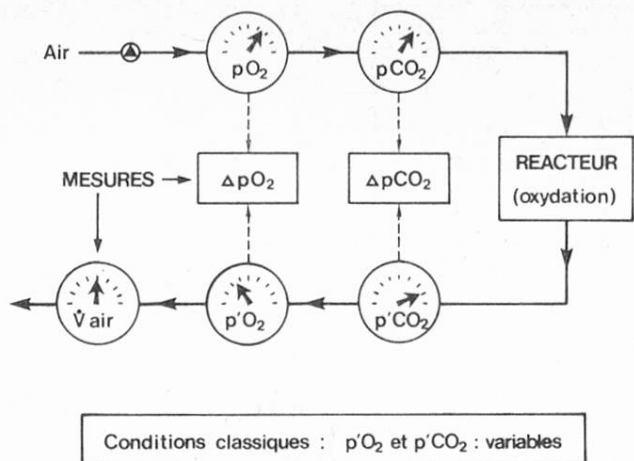 Air
pO₂
pCO₂
REACTEUR
(oxydation)
MESURES
ΔpO₂
ΔpCO₂
V̇ air
p'O₂
p'CO₂
Conditions classiques : p'O₂ et p'CO₂ : variables